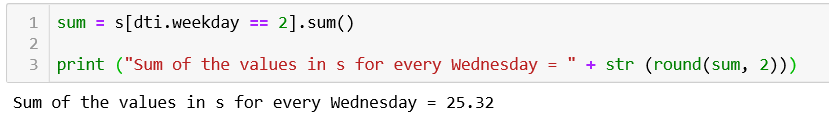 1 sum = s[dti.weekday == 2].sum()
2
3 print ("Sum of the values in s for every Wednesday = " + str (round(sum, 2)))
Sum of the values in s for every Wednesday = 25.32